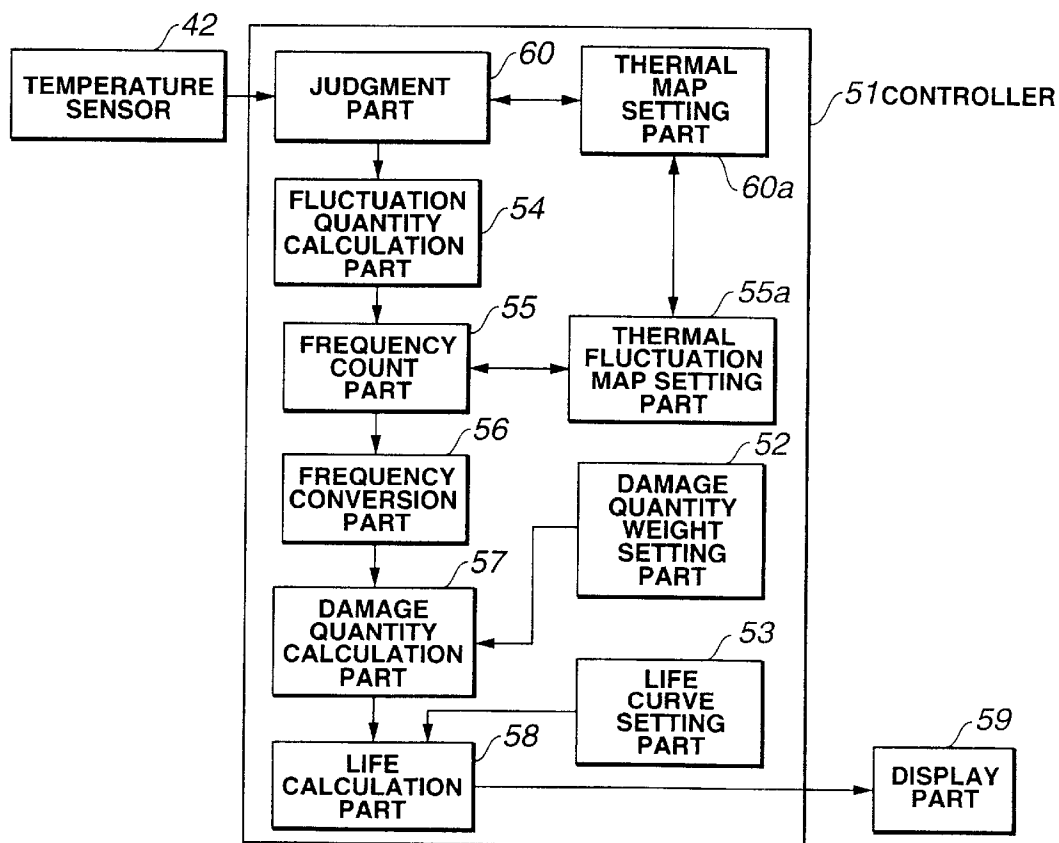 42
TEMPERATURE
SENSOR
60
JUDGMENT
PART
THERMAL
MAP
SETTING
PART
60a
51 CONTROLLER
FLUCTUATION
QUANTITY
CALCULATION
PART
54
55
FREQUENCY
COUNT
PART
55a
THERMAL
FLUCTUATION
MAP SETTING
PART
56
FREQUENCY
CONVERSION
PART
52
DAMAGE
QUANTITY
WEIGHT
SETTING
PART
57
DAMAGE
QUANTITY
CALCULATION
PART
53
LIFE
CURVE
SETTING
PART
58
LIFE
CALCULATION
PART
59
DISPLAY
PART